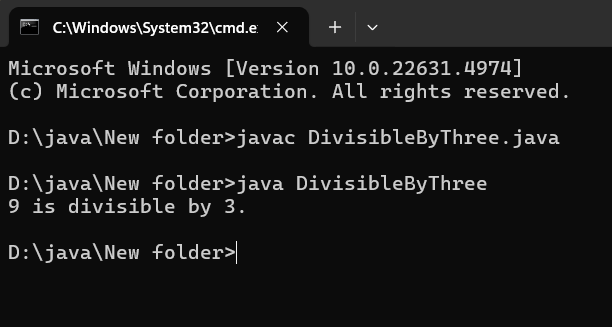 C:\Windows\System32\cmd.e
Microsoft Windows [Version 10.0.22631.4974]
(c) Microsoft Corporation. All rights reserved.
D:\java\New folder>javac DivisibleByThree.java
D:\java\New folder>java DivisibleByThree
9 is divisible by 3.
D:\java\New folder>